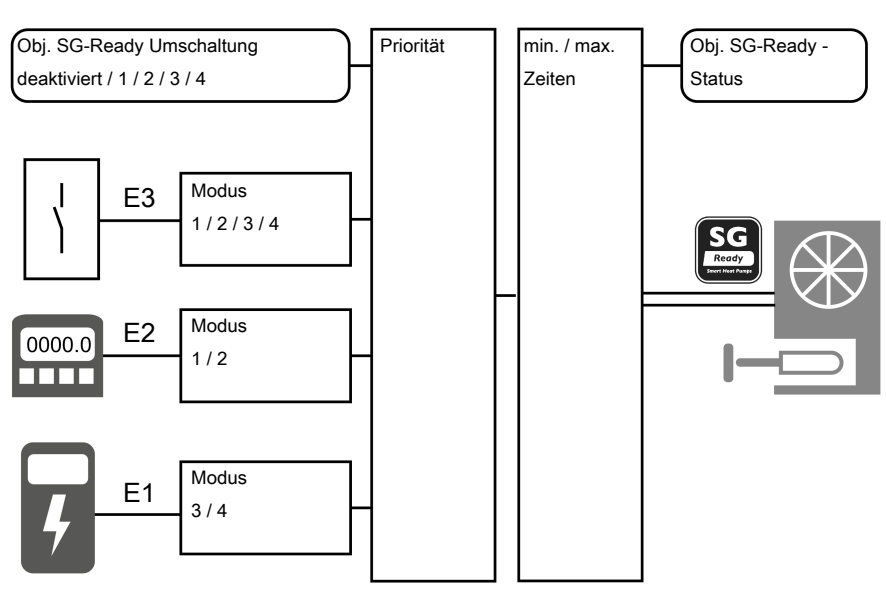 Obj. SG-Ready Umschaltung
deaktiviert / 1 / 2 / 3 / 4
Priorität
min. / max.
Zeiten
Obj. SG-Ready -
Status
E3
Modus
1 / 2 / 3 / 4
SG
Ready
Smart Heat Pumps
0000.0
E2
Modus
1 / 2
E1
Modus
3 / 4